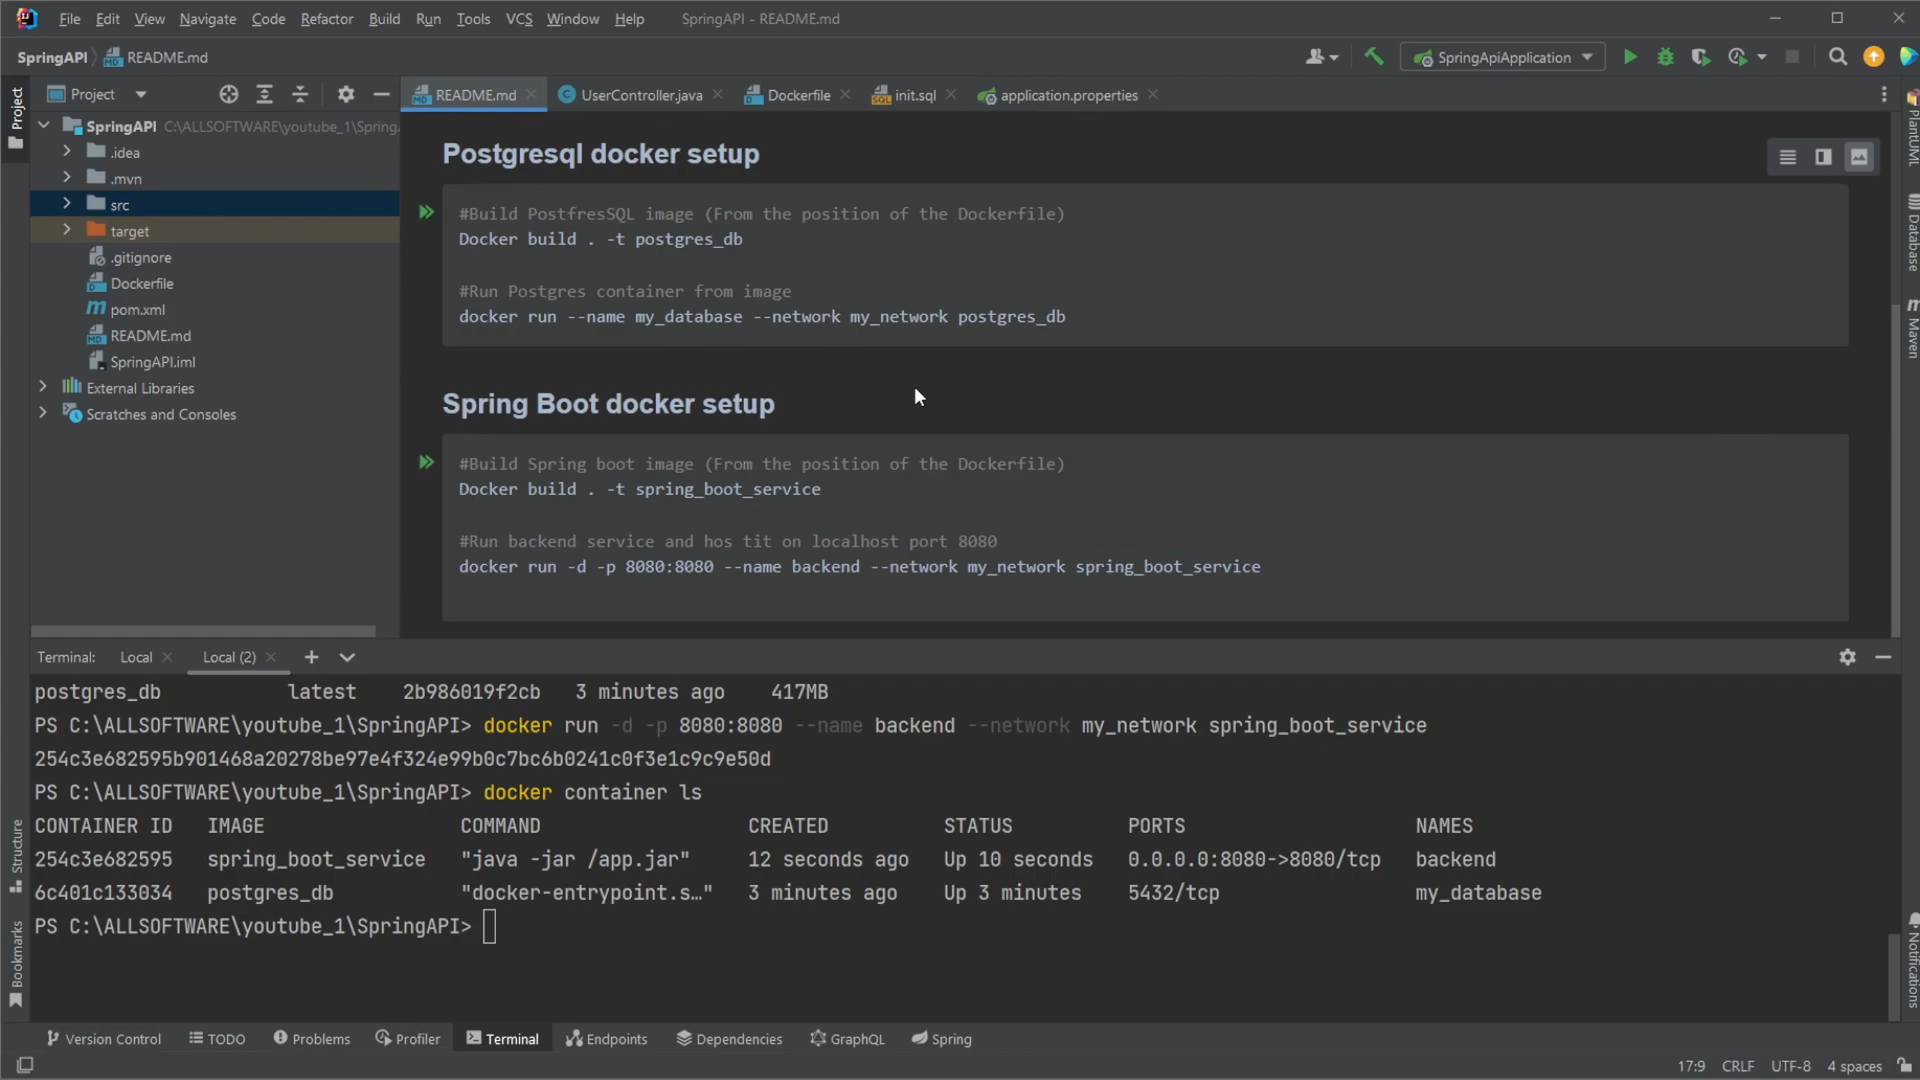 File Edit View Navigate Code Refactor Build Run Tools VCS Window Help SpringAPI - README.md
SpringAPI README.md SpringApiApplication
Project README.md UserController.java Dockerfile init.sql application.properties
Project
SpringAPI C:\ALLSOFTWARE\youtube_1\Spring
.idea
.mvn
src
target
.gitignore
Dockerfile
pom.xml
README.md
SpringAPI.iml
External Libraries
Scratches and Consoles
Postgresql docker setup
#Build PostfresSQL image (From the position of the Dockerfile)
Docker build . -t postgres_db
#Run Postgres container from image
docker run --name my_database --network my_network postgres_db
Spring Boot docker setup
#Build Spring boot image (From the position of the Dockerfile)
Docker build . -t spring_boot_service
#Run backend service and hos tit on localhost port 8080
docker run -d -p 8080:8080 --name backend --network my_network spring_boot_service
PlantUML
Database
Maven
Notifications
Terminal: Local Local (2)
postgres_db latest 2b986019f2cb 3 minutes ago 417MB
PS C:\ALLSOFTWARE\youtube_1\SpringAPI> docker run -d -p 8080:8080 --name backend --network my_network spring_boot_service
254c3e682595b901468a20278be97e4f324e99b0c7bc6b0241c0f3e1c9c9e50d
PS C:\ALLSOFTWARE\youtube_1\SpringAPI> docker container ls
CONTAINER ID IMAGE COMMAND CREATED STATUS PORTS NAMES
254c3e682595 spring_boot_service "java -jar /app.jar" 12 seconds ago Up 10 seconds 0.0.0.0:8080->8080/tcp backend
6c401c133034 postgres_db "docker-entrypoint.s…" 3 minutes ago Up 3 minutes 5432/tcp my_database
PS C:\ALLSOFTWARE\youtube_1\SpringAPI>
Structure
Bookmarks
Version Control TODO Problems Profiler Terminal Endpoints Dependencies GraphQL Spring
17:9 CRLF UTF-8 4 spaces